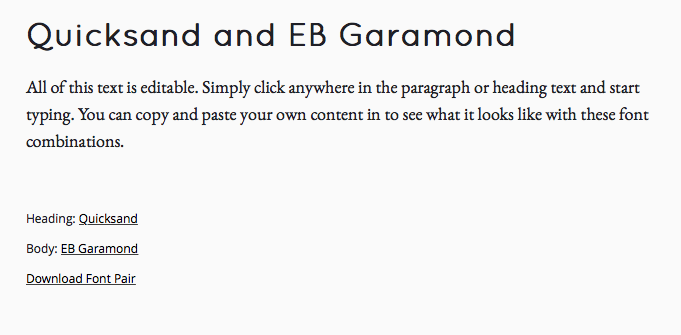 Quicksand and EB Garamond
All of this text is editable. Simply click anywhere in the paragraph or heading text and start
typing. You can copy and paste your own content in to see what it looks like with these font
combinations.
Heading: Quicksand
Body: EB Garamond
Download Font Pair